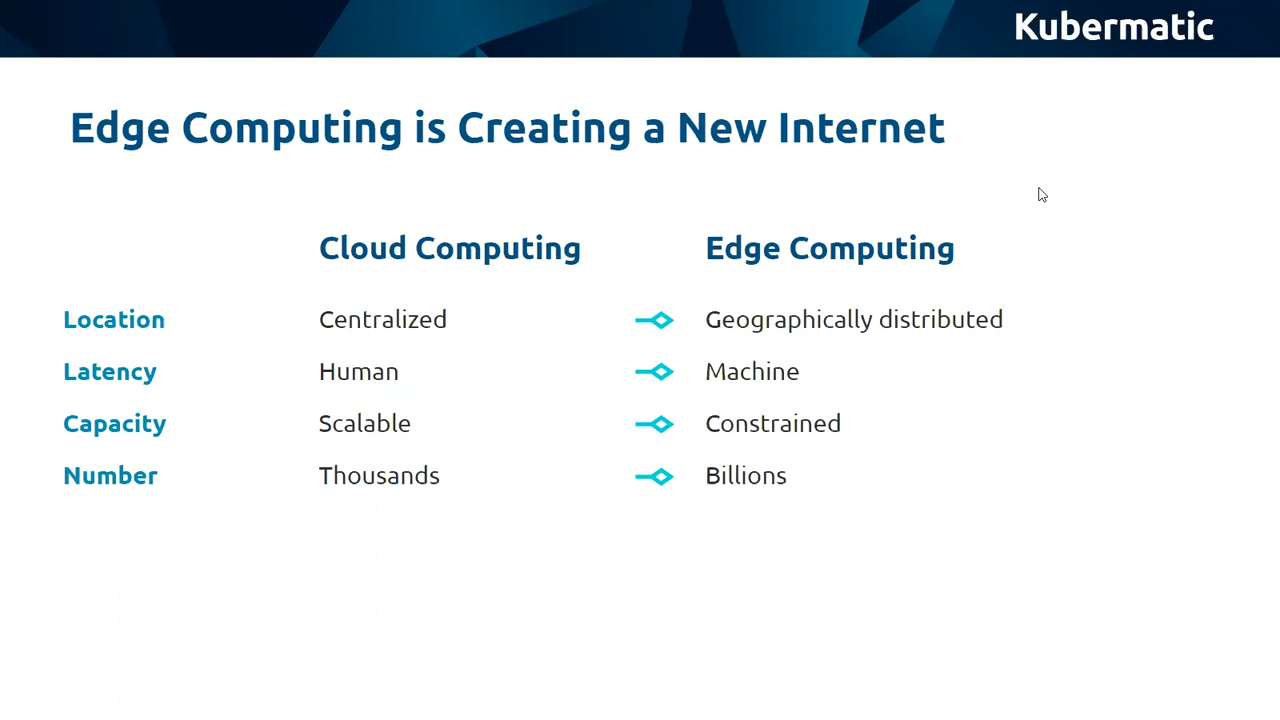 Kubermatic
Edge Computing is Creating a New Internet
Cloud Computing Edge Computing
Location Centralized Geographically distributed
Latency Human Machine
Capacity Scalable Constrained
Number Thousands Billions